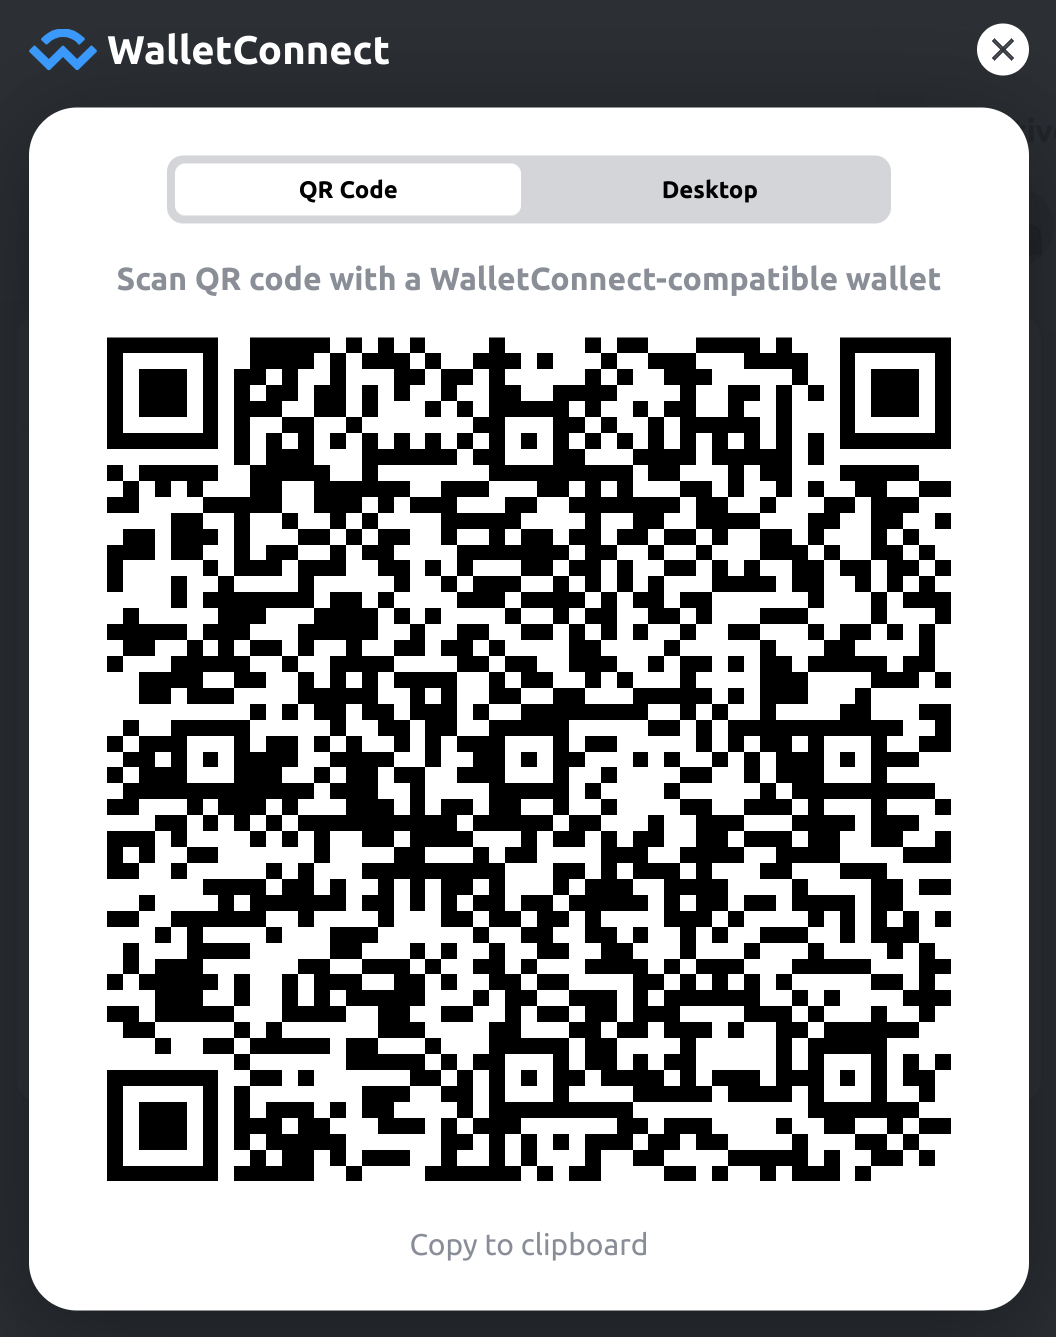 WalletConnect
QR Code
Desktop
Scan QR code with a WalletConnect-compatible wallet
Copy to clipboard